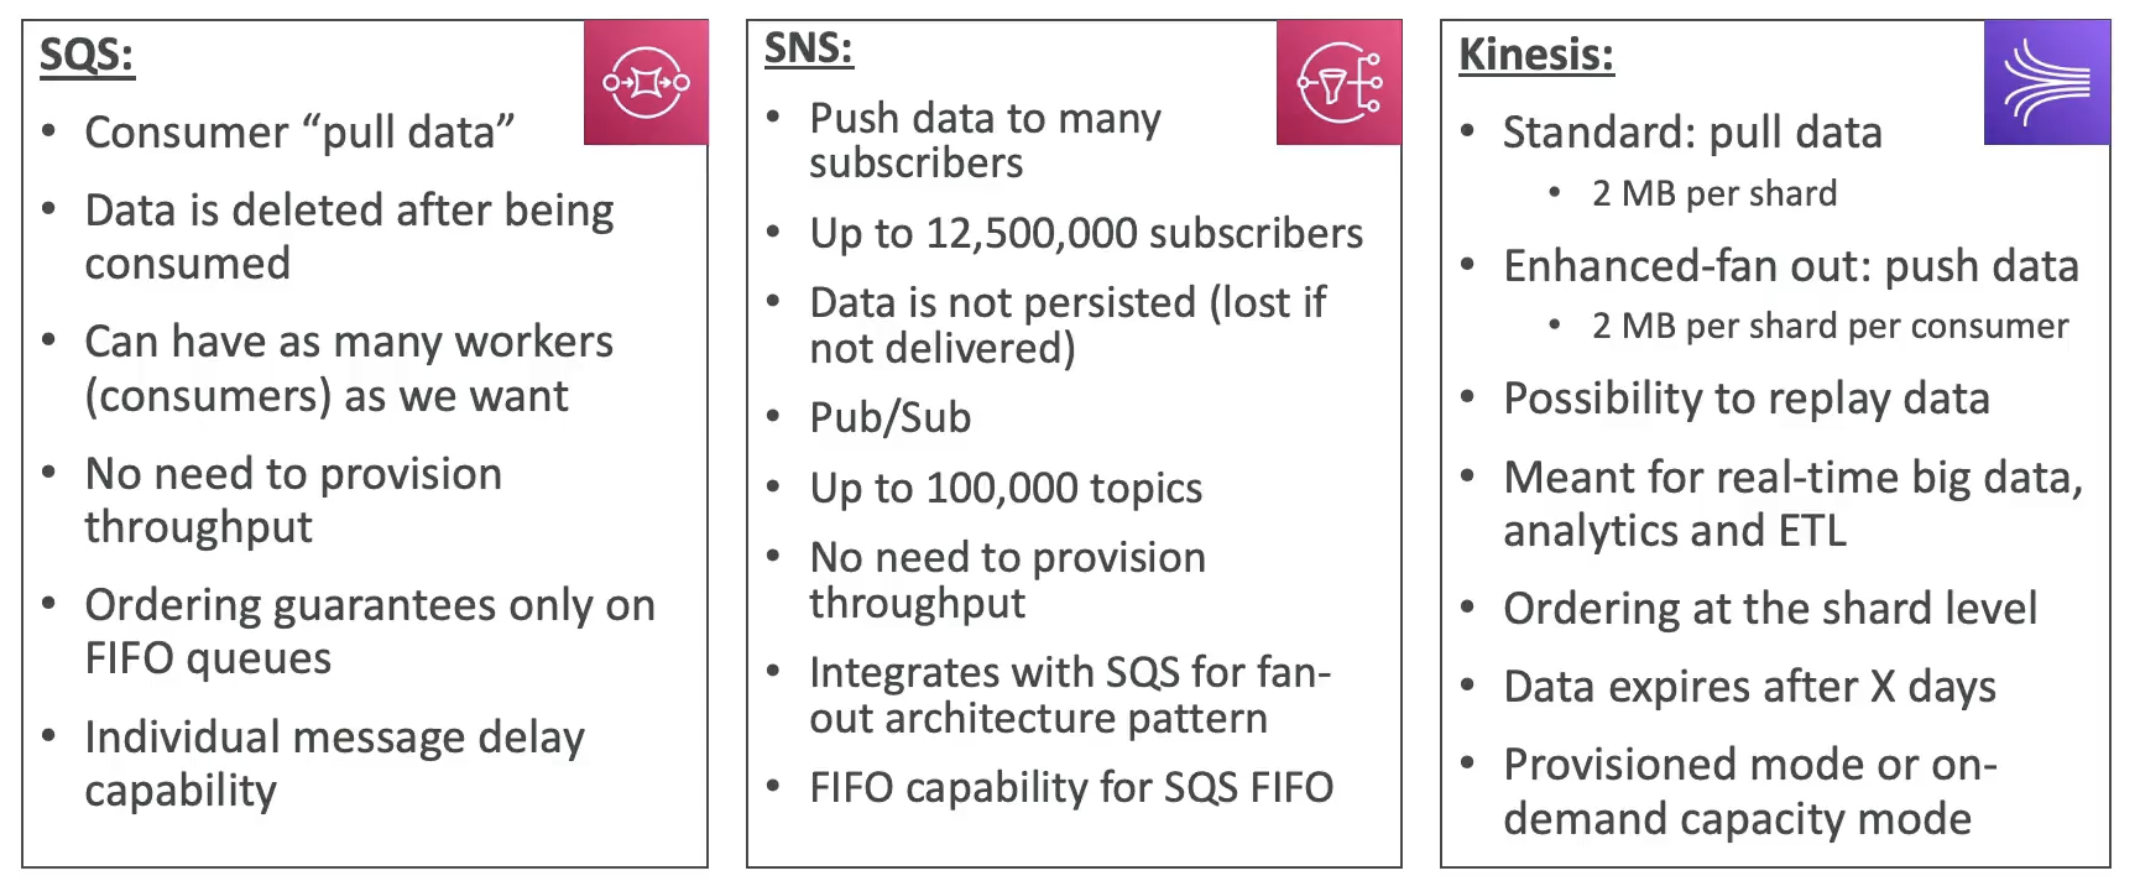 SQS:
• Consumer “pull data”
• Data is deleted after being
consumed
• Can have as many workers
(consumers) as we want
• No need to provision
throughput
• Ordering guarantees only on
FIFO queues
• Individual message delay
capability
SNS:
• Push data to many
subscribers
• Up to 12,500,000 subscribers
• Data is not persisted (lost if
not delivered)
• Pub/Sub
• Up to 100,000 topics
• No need to provision
throughput
• Integrates with SQS for fan-
out architecture pattern
• FIFO capability for SQS FIFO
Kinesis:
• Standard: pull data
• 2 MB per shard
• Enhanced-fan out: push data
• 2 MB per shard per consumer
• Possibility to replay data
• Meant for real-time big data,
analytics and ETL
• Ordering at the shard level
• Data expires after X days
• Provisioned mode or on-
demand capacity mode